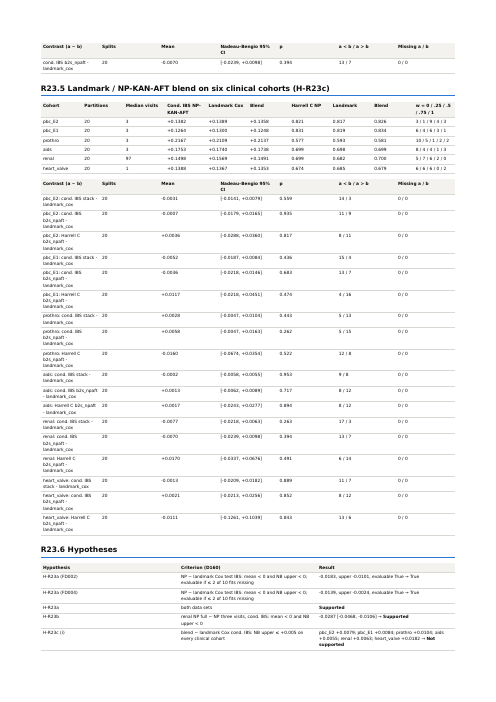 Contrast (a − b) Splits Mean Nadeau-Bengio 95% CI p a < b / a > b Missing a / b
cond. IBS b2s_npaft - landmark_cox 20 -0.0070 [-0.0239, +0.0098] 0.394 13 / 7 0 / 0
R23.5 Landmark / NP-KAN-AFT blend on six clinical cohorts (H-R23c)
Cohort Partitions Median visits Cond. IBS NP-KAN-AFT Landmark Cox Blend Harrell C NP Landmark Blend w = 0 / .25 / .5 / .75 / 1
pbc_E2 20 3 +0.1382 +0.1389 +0.1358 0.821 0.817 0.826 3 / 1 / 9 / 4 / 3
pbc_E1 20 3 +0.1264 +0.1300 +0.1248 0.831 0.819 0.834 6 / 4 / 6 / 3 / 1
prothro 20 3 +0.2167 +0.2109 +0.2137 0.577 0.593 0.581 10 / 5 / 1 / 2 / 2
aids 20 3 +0.1753 +0.1740 +0.1738 0.699 0.698 0.699 8 / 4 / 4 / 1 / 3
renal 20 97 +0.1498 +0.1569 +0.1491 0.699 0.682 0.700 5 / 7 / 6 / 2 / 0
heart_valve 20 1 +0.1388 +0.1367 +0.1353 0.674 0.685 0.679 6 / 6 / 6 / 0 / 2
Contrast (a − b) Splits Mean Nadeau-Bengio 95% CI p a < b / a > b Missing a / b
pbc_E2: cond. IBS stack - landmark_cox 20 -0.0031 [-0.0141, +0.0079] 0.559 14 / 3 0 / 0
pbc_E2: cond. IBS b2s_npaft - landmark_cox 20 -0.0007 [-0.0179, +0.0165] 0.935 11 / 9 0 / 0
pbc_E2: Harrell C b2s_npaft - landmark_cox 20 +0.0036 [-0.0288, +0.0360] 0.817 8 / 11 0 / 0
pbc_E1: cond. IBS stack - landmark_cox 20 -0.0052 [-0.0187, +0.0084] 0.436 15 / 4 0 / 0
pbc_E1: cond. IBS b2s_npaft - landmark_cox 20 -0.0036 [-0.0218, +0.0146] 0.683 13 / 7 0 / 0
pbc_E1: Harrell C b2s_npaft - landmark_cox 20 +0.0117 [-0.0218, +0.0451] 0.474 4 / 16 0 / 0
prothro: cond. IBS stack - landmark_cox 20 +0.0028 [-0.0047, +0.0104] 0.443 5 / 13 0 / 0
prothro: cond. IBS b2s_npaft - landmark_cox 20 +0.0058 [-0.0047, +0.0163] 0.262 5 / 15 0 / 0
prothro: Harrell C b2s_npaft - landmark_cox 20 -0.0160 [-0.0674, +0.0354] 0.522 12 / 8 0 / 0
aids: cond. IBS stack - landmark_cox 20 -0.0002 [-0.0058, +0.0055] 0.953 9 / 8 0 / 0
aids: cond. IBS b2s_npaft - landmark_cox 20 +0.0013 [-0.0062, +0.0089] 0.717 8 / 12 0 / 0
aids: Harrell C b2s_npaft - landmark_cox 20 +0.0017 [-0.0243, +0.0277] 0.894 8 / 12 0 / 0
renal: cond. IBS stack - landmark_cox 20 -0.0077 [-0.0218, +0.0063] 0.263 17 / 3 0 / 0
renal: cond. IBS b2s_npaft - landmark_cox 20 -0.0070 [-0.0239, +0.0098] 0.394 13 / 7 0 / 0
renal: Harrell C b2s_npaft - landmark_cox 20 +0.0170 [-0.0337, +0.0676] 0.491 6 / 14 0 / 0
heart_valve: cond. IBS stack - landmark_cox 20 -0.0013 [-0.0209, +0.0182] 0.889 11 / 7 0 / 0
heart_valve: cond. IBS b2s_npaft - landmark_cox 20 +0.0021 [-0.0213, +0.0256] 0.852 8 / 12 0 / 0
heart_valve: Harrell C b2s_npaft - landmark_cox 20 -0.0111 [-0.1261, +0.1039] 0.843 13 / 6 0 / 0
R23.6 Hypotheses
Hypothesis Criterion (D160) Result
H-R23a (FD002) NP − landmark Cox test IBS: mean < 0 and NB upper < 0; evaluable if ≤ 2 of 10 fits missing -0.0183, upper -0.0101, evaluable True → True
H-R23a (FD004) NP − landmark Cox test IBS: mean < 0 and NB upper < 0; evaluable if ≤ 2 of 10 fits missing -0.0139, upper -0.0024, evaluable True → True
H-R23a both data sets Supported
H-R23b renal NP full − NP three visits, cond. IBS: mean < 0 and NB upper < 0 -0.0287 [-0.0468, -0.0106] → Supported
H-R23c (i) blend − landmark Cox cond. IBS: NB upper ≤ +0.005 on every clinical cohort pbc_E2 +0.0079; pbc_E1 +0.0084; prothro +0.0104; aids +0.0055; renal +0.0063; heart_valve +0.0182 → Not supported